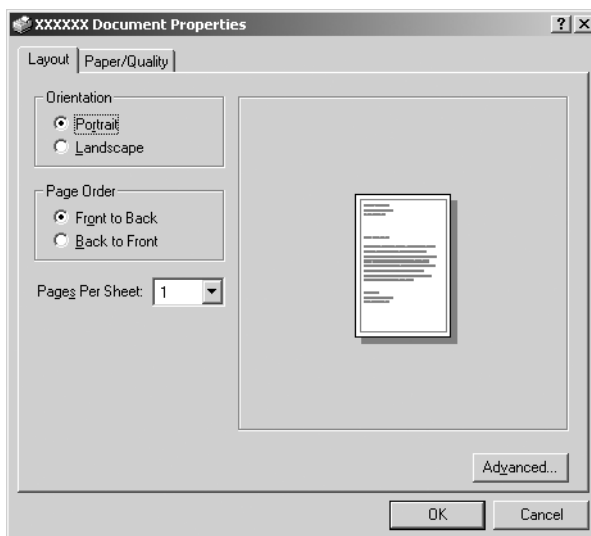 XXXXXX Document Properties
Layout
Paper/Quality
Orientation
Portrait
Landscape
Page Order
Front to Back
Back to Front
Pages Per Sheet: 1
Advanced...
OK
Cancel